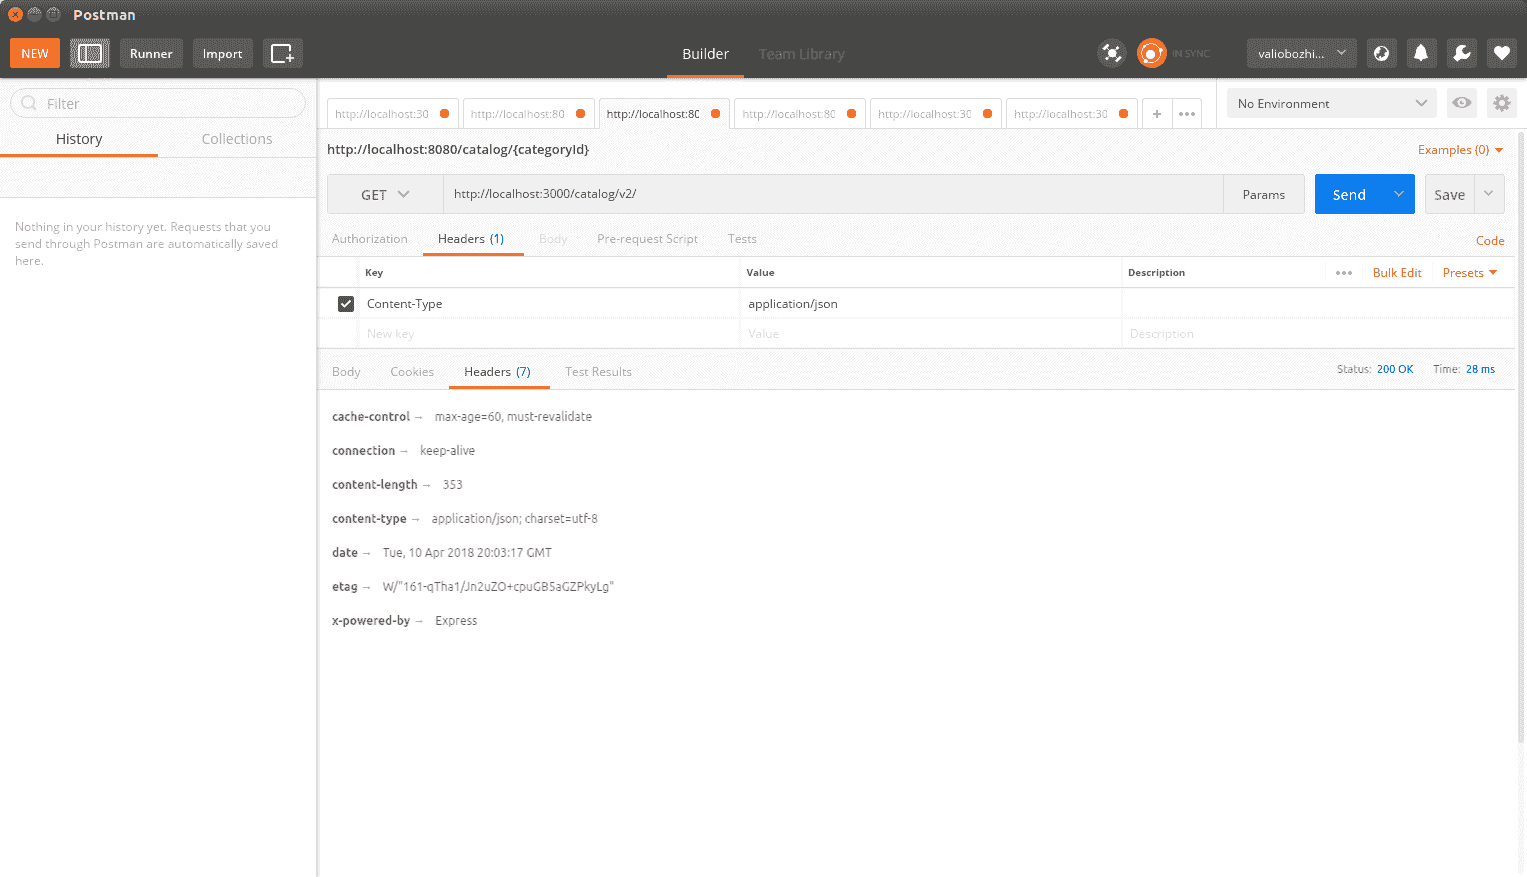 Postman
NEW
Runner
Import
Builder
Team Library
IN SYNC
valiobozhi...
Filter
History
Collections
Nothing in your history yet. Requests that you
send through Postman are automatically saved
here.
http://localhost:30
http://localhost:80
http://localhost:80
http://localhost:80
http://localhost:30
http://localhost:30
+
•••
No Environment
http://localhost:8080/catalog/{categoryId}
Examples (0)
GET
http://localhost:3000/catalog/v2/
Params
Send
Save
Authorization
Headers (1)
Body
Pre-request Script
Tests
Code
Key
Value
Description
•••
Bulk Edit
Presets
Content-Type
application/json
New key
Value
Description
Body
Cookies
Headers (7)
Test Results
Status: 200 OK
Time: 28 ms
cache-control → max-age=60, must-revalidate
connection → keep-alive
content-length → 353
content-type → application/json; charset=utf-8
date → Tue, 10 Apr 2018 20:03:17 GMT
etag → W/"161-qTha1/Jn2uZO+cpuGB5aGZPkyLg"
x-powered-by → Express